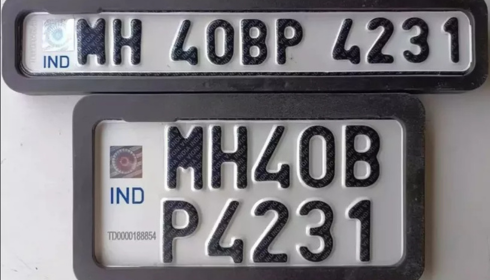 IND MH 40BP 4231
IND MH40B
P4231
TD0000188854